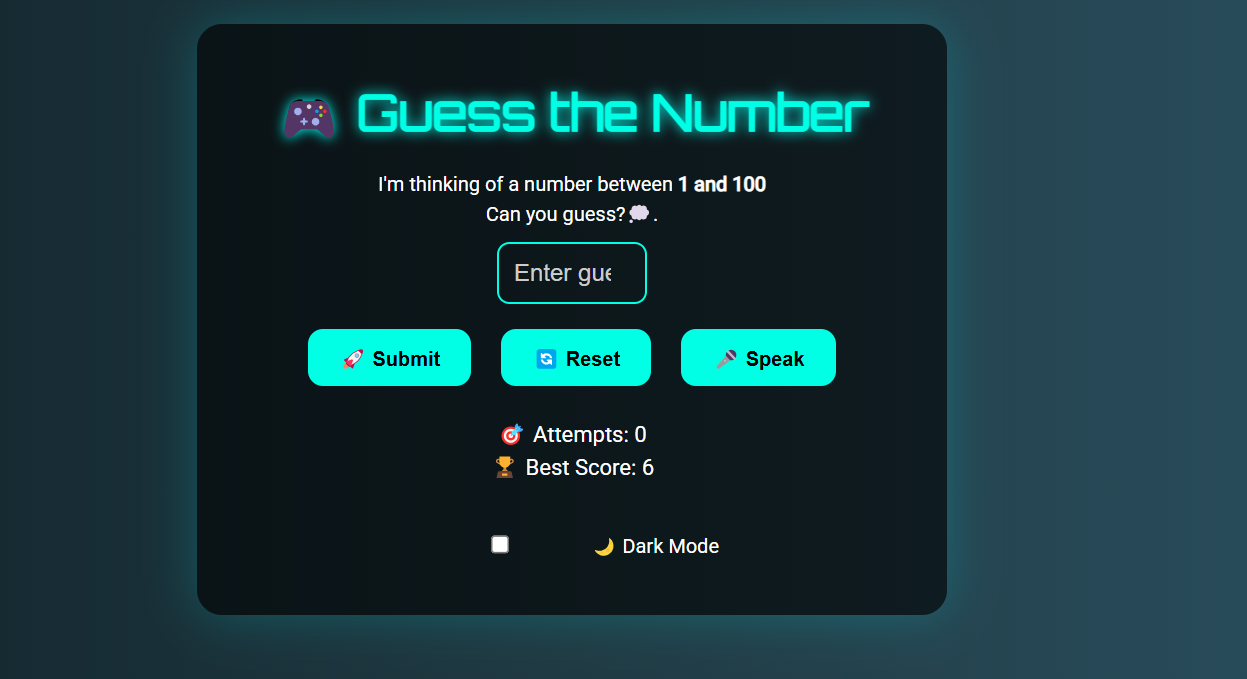 🎮 Guess the Number
I'm thinking of a number between 1 and 100
Can you guess?💭.
Enter gue
🚀 Submit
🔄 Reset
🎤 Speak
🎯 Attempts: 0
🏆 Best Score: 6
🌙 Dark Mode